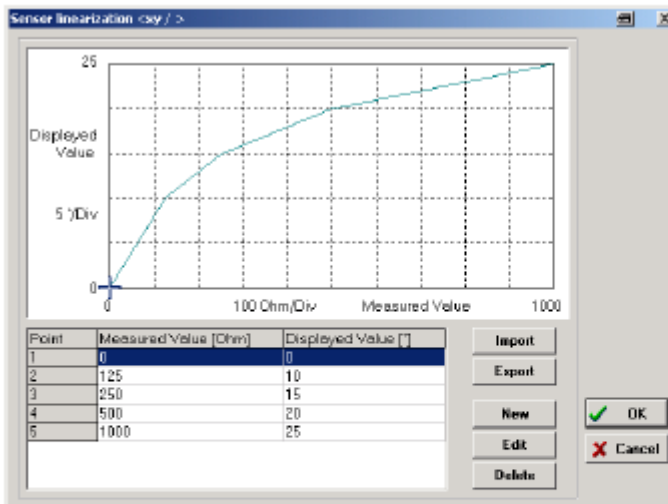 Sensor linearization <xy / >
25
Displayed
Value
5 °/Div
0
0 100 Ohm/Div Measured Value 1000
Point Measured Value [Ohm] Displayed Value [°]
1 0 0
2 125 10
3 250 15
4 500 20
5 1000 25
Import
Export
New
Edit
Delete
OK
Cancel